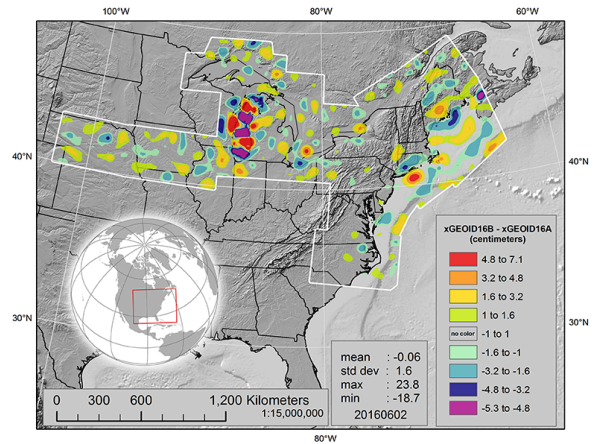 100°W
80°W
60°W
40°N
40°N
30°N
30°N
80°W
xGEOID16B - xGEOID16A
(centimeters)
4.8 to 7.1
3.2 to 4.8
1.6 to 3.2
1 to 1.6
no color -1 to 1
-1.6 to -1
-3.2 to -1.6
-4.8 to -3.2
-5.3 to -4.8
mean : -0.06
std dev : 1.6
max : 23.8
min : -18.7
20160602
0 300 600 1,200 Kilometers
1:15,000,000